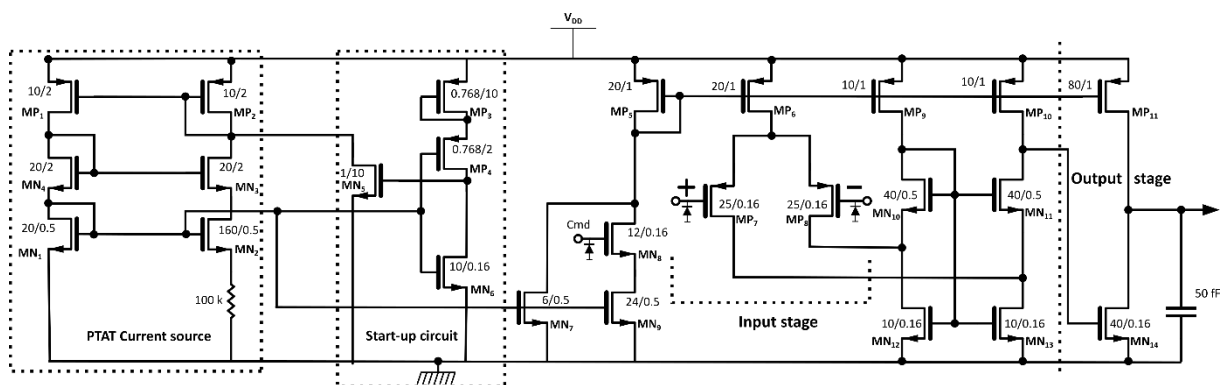 V_DD
10/2
MP₁
10/2
MP₂
20/2
MN₄
20/2
MN₃
20/0.5
MN₁
160/0.5
MN₂
100 k
PTAT Current source
0.768/10
MP₃
0.768/2
MP₄
1/10
MN₅
10/0.16
MN₆
Start-up circuit
20/1
MP₅
20/1
MP₆
Cmd
12/0.16
MN₈
6/0.5
MN₇
24/0.5
MN₉
+
25/0.16
MP₇
−
25/0.16
MP₈
Input stage
10/1
MP₉
10/1
MP₁₀
40/0.5
MN₁₀
40/0.5
MN₁₁
10/0.16
MN₁₂
10/0.16
MN₁₃
80/1
MP₁₁
Output stage
40/0.16
MN₁₄
50 fF